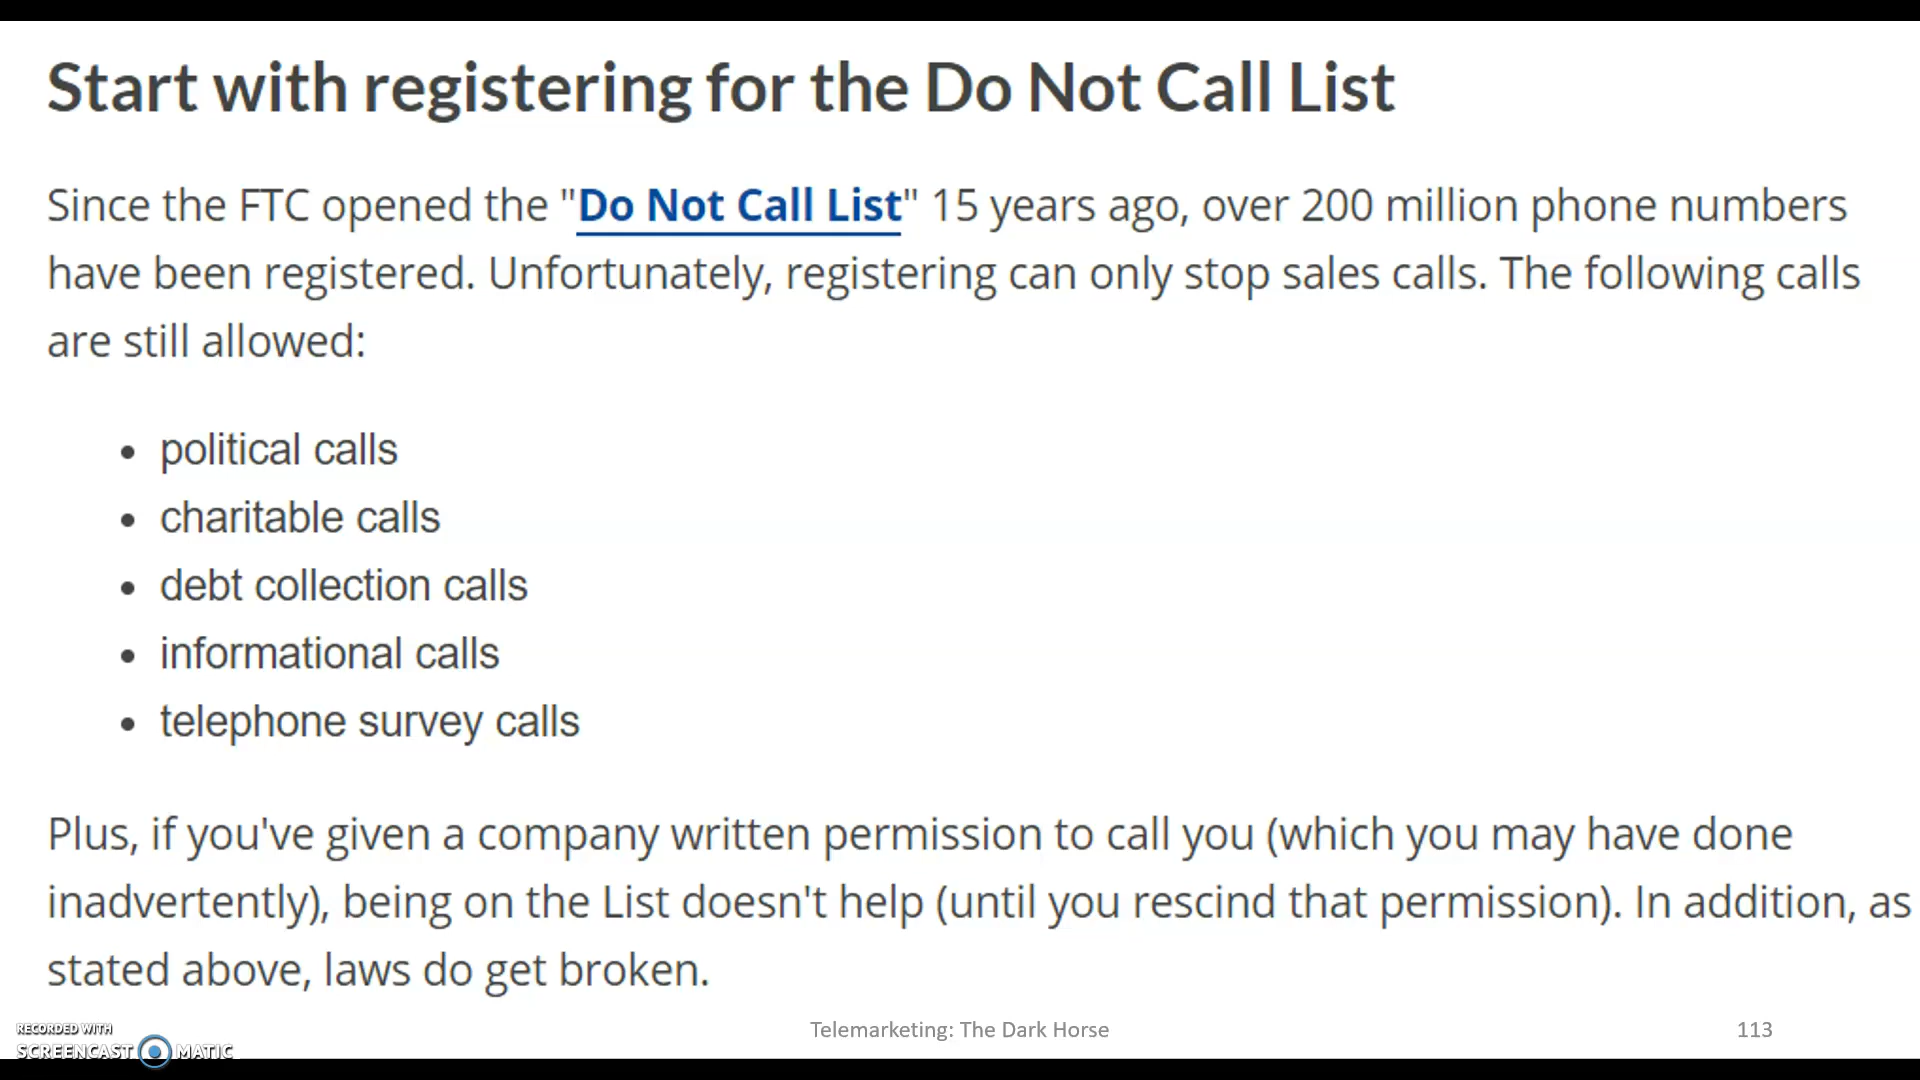 Start with registering for the Do Not Call List
Since the FTC opened the "Do Not Call List" 15 years ago, over 200 million phone numbers
have been registered. Unfortunately, registering can only stop sales calls. The following calls
are still allowed:
• political calls
• charitable calls
• debt collection calls
• informational calls
• telephone survey calls
Plus, if you've given a company written permission to call you (which you may have done
inadvertently), being on the List doesn't help (until you rescind that permission). In addition, as
stated above, laws do get broken.
RECORDED WITH
SCREENCAST MATIC
Telemarketing: The Dark Horse
113